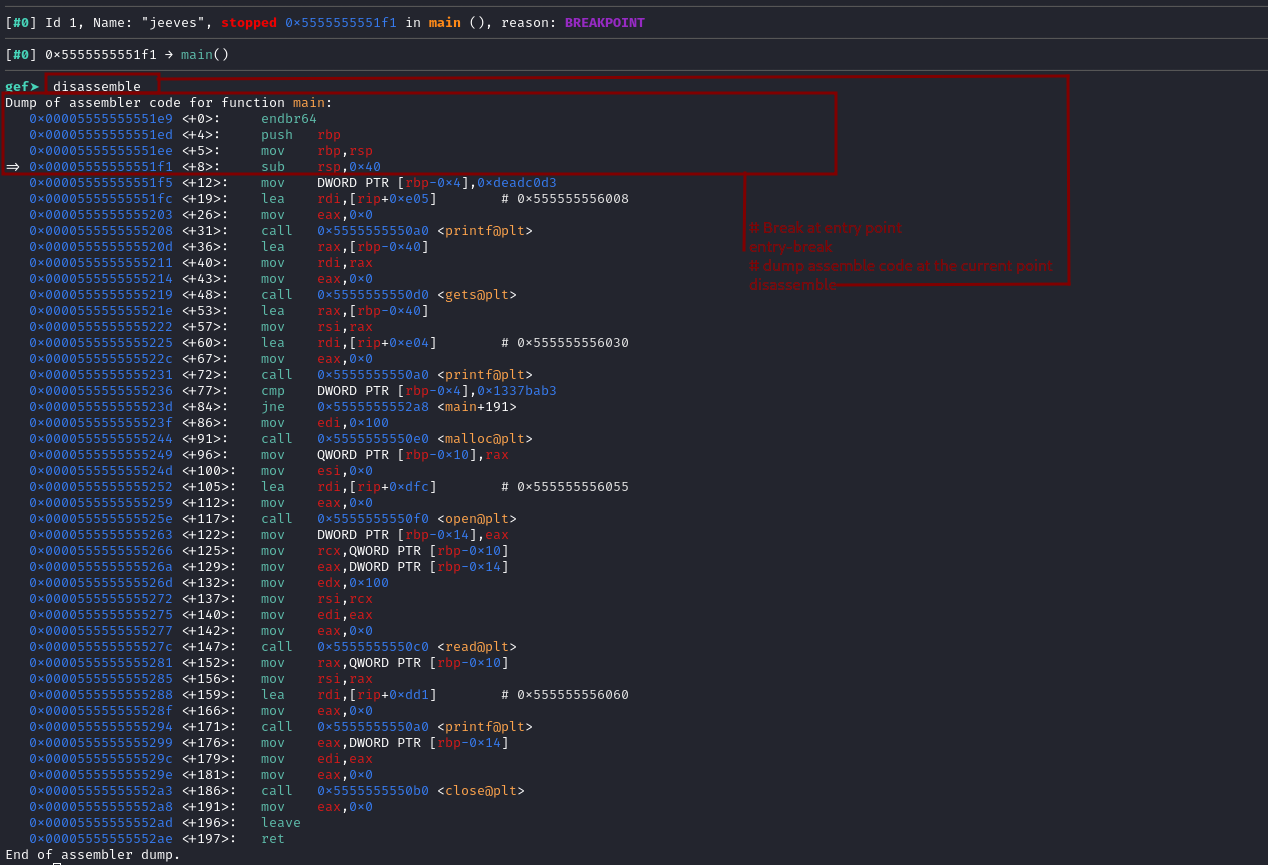 [#0] Id 1, Name: "jeeves", stopped 0×5555555551f1 in main (), reason: BREAKPOINT
[#0] 0×5555555551f1 → main()
gef➤ disassemble
Dump of assembler code for function main:
0×00005555555551e9 <+0>: endbr64
0×00005555555551ed <+4>: push rbp
0×00005555555551ee <+5>: mov rbp,rsp
⇒ 0×00005555555551f1 <+8>: sub rsp,0×40
0×00005555555551f5 <+12>: mov DWORD PTR [rbp-0×4],0×deadc0d3
0×00005555555551fc <+19>: lea rdi,[rip+0×e05] # 0×555555556008
0×0000555555555203 <+26>: mov eax,0×0
0×0000555555555208 <+31>: call 0×5555555550a0 <printf@plt>
0×000055555555520d <+36>: lea rax,[rbp-0×40]
0×0000555555555211 <+40>: mov rdi,rax
0×0000555555555214 <+43>: mov eax,0×0
0×0000555555555219 <+48>: call 0×5555555550d0 <gets@plt>
0×000055555555521e <+53>: lea rax,[rbp-0×40]
0×0000555555555222 <+57>: mov rsi,rax
0×0000555555555225 <+60>: lea rdi,[rip+0×e04] # 0×555555556030
0×000055555555522c <+67>: mov eax,0×0
0×0000555555555231 <+72>: call 0×5555555550a0 <printf@plt>
0×0000555555555236 <+77>: cmp DWORD PTR [rbp-0×4],0×1337bab3
0×000055555555523d <+84>: jne 0×5555555552a8 <main+191>
0×000055555555523f <+86>: mov edi,0×100
0×0000555555555244 <+91>: call 0×5555555550e0 <malloc@plt>
0×0000555555555249 <+96>: mov QWORD PTR [rbp-0×10],rax
0×000055555555524d <+100>: mov esi,0×0
0×0000555555555252 <+105>: lea rdi,[rip+0×dfc] # 0×555555556055
0×0000555555555259 <+112>: mov eax,0×0
0×000055555555525e <+117>: call 0×5555555550f0 <open@plt>
0×0000555555555263 <+122>: mov DWORD PTR [rbp-0×14],eax
0×0000555555555266 <+125>: mov rcx,QWORD PTR [rbp-0×10]
0×000055555555526a <+129>: mov eax,DWORD PTR [rbp-0×14]
0×000055555555526d <+132>: mov edx,0×100
0×0000555555555272 <+137>: mov rsi,rcx
0×0000555555555275 <+140>: mov edi,eax
0×0000555555555277 <+142>: mov eax,0×0
0×000055555555527c <+147>: call 0×5555555550c0 <read@plt>
0×0000555555555281 <+152>: mov rax,QWORD PTR [rbp-0×10]
0×0000555555555285 <+156>: mov rsi,rax
0×0000555555555288 <+159>: lea rdi,[rip+0×dd1] # 0×555555556060
0×000055555555528f <+166>: mov eax,0×0
0×0000555555555294 <+171>: call 0×5555555550a0 <printf@plt>
0×0000555555555299 <+176>: mov eax,DWORD PTR [rbp-0×14]
0×000055555555529c <+179>: mov edi,eax
0×000055555555529e <+181>: mov eax,0×0
0×00005555555552a3 <+186>: call 0×5555555550b0 <close@plt>
0×00005555555552a8 <+191>: mov eax,0×0
0×00005555555552ad <+196>: leave
0×00005555555552ae <+197>: ret
End of assembler dump.
# Break at entry point
entry-break
# dump assemble code at the current point
disassemble